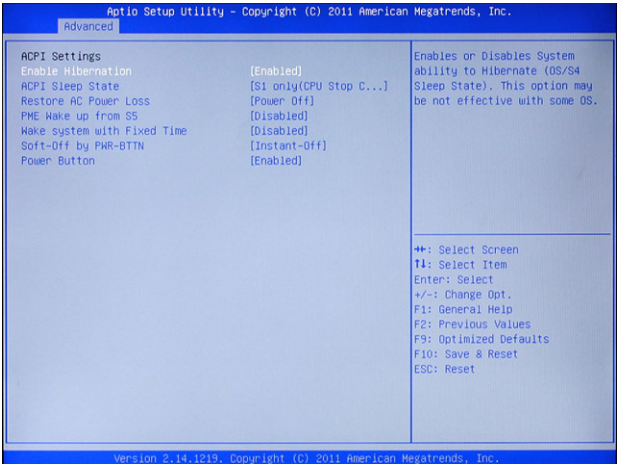 Aptio Setup Utility – Copyright (C) 2011 American Megatrends, Inc.
Advanced
ACPI Settings
Enable Hibernation [Enabled]
ACPI Sleep State [S1 only(CPU Stop C...]
Restore AC Power Loss [Power Off]
PME Wake up from S5 [Disabled]
Wake system with Fixed Time [Disabled]
Soft-Off by PWR-BTTN [Instant-Off]
Power Button [Enabled]
Enables or Disables System
ability to Hibernate (OS/S4
Sleep State). This option may
be not effective with some OS.
→←: Select Screen
↑↓: Select Item
Enter: Select
+/-: Change Opt.
F1: General Help
F2: Previous Values
F9: Optimized Defaults
F10: Save & Reset
ESC: Reset
Version 2.14.1219. Copyright (C) 2011 American Megatrends, Inc.